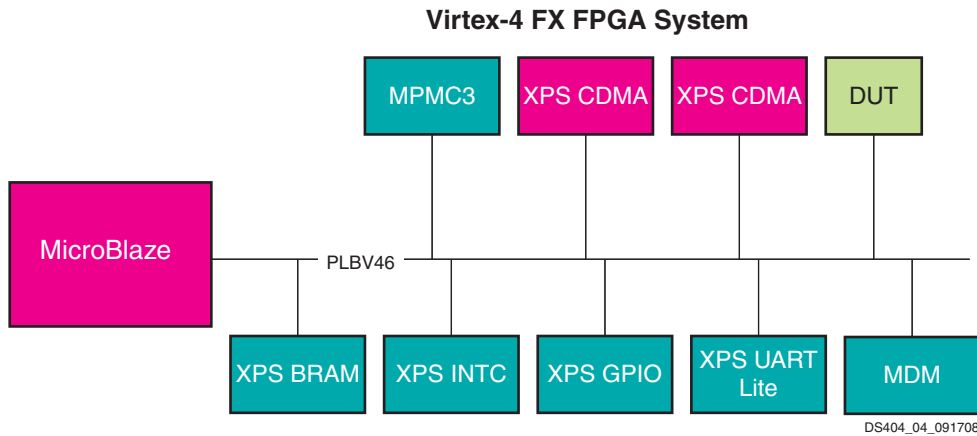 Virtex-4 FX FPGA System
MPMC3
XPS CDMA
XPS CDMA
DUT
MicroBlaze
PLBV46
XPS BRAM
XPS INTC
XPS GPIO
XPS UART
Lite
MDM
DS404_04_091708